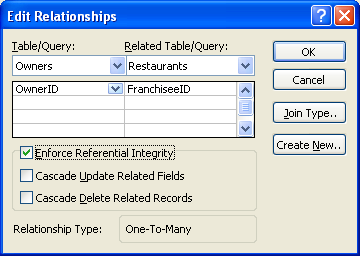 Edit Relationships
Table/Query: Related Table/Query:
Owners Restaurants
OwnerID FranchiseeID
Enforce Referential Integrity
Cascade Update Related Fields
Cascade Delete Related Records
Relationship Type: One-To-Many
OK
Cancel
Join Type..
Create New..